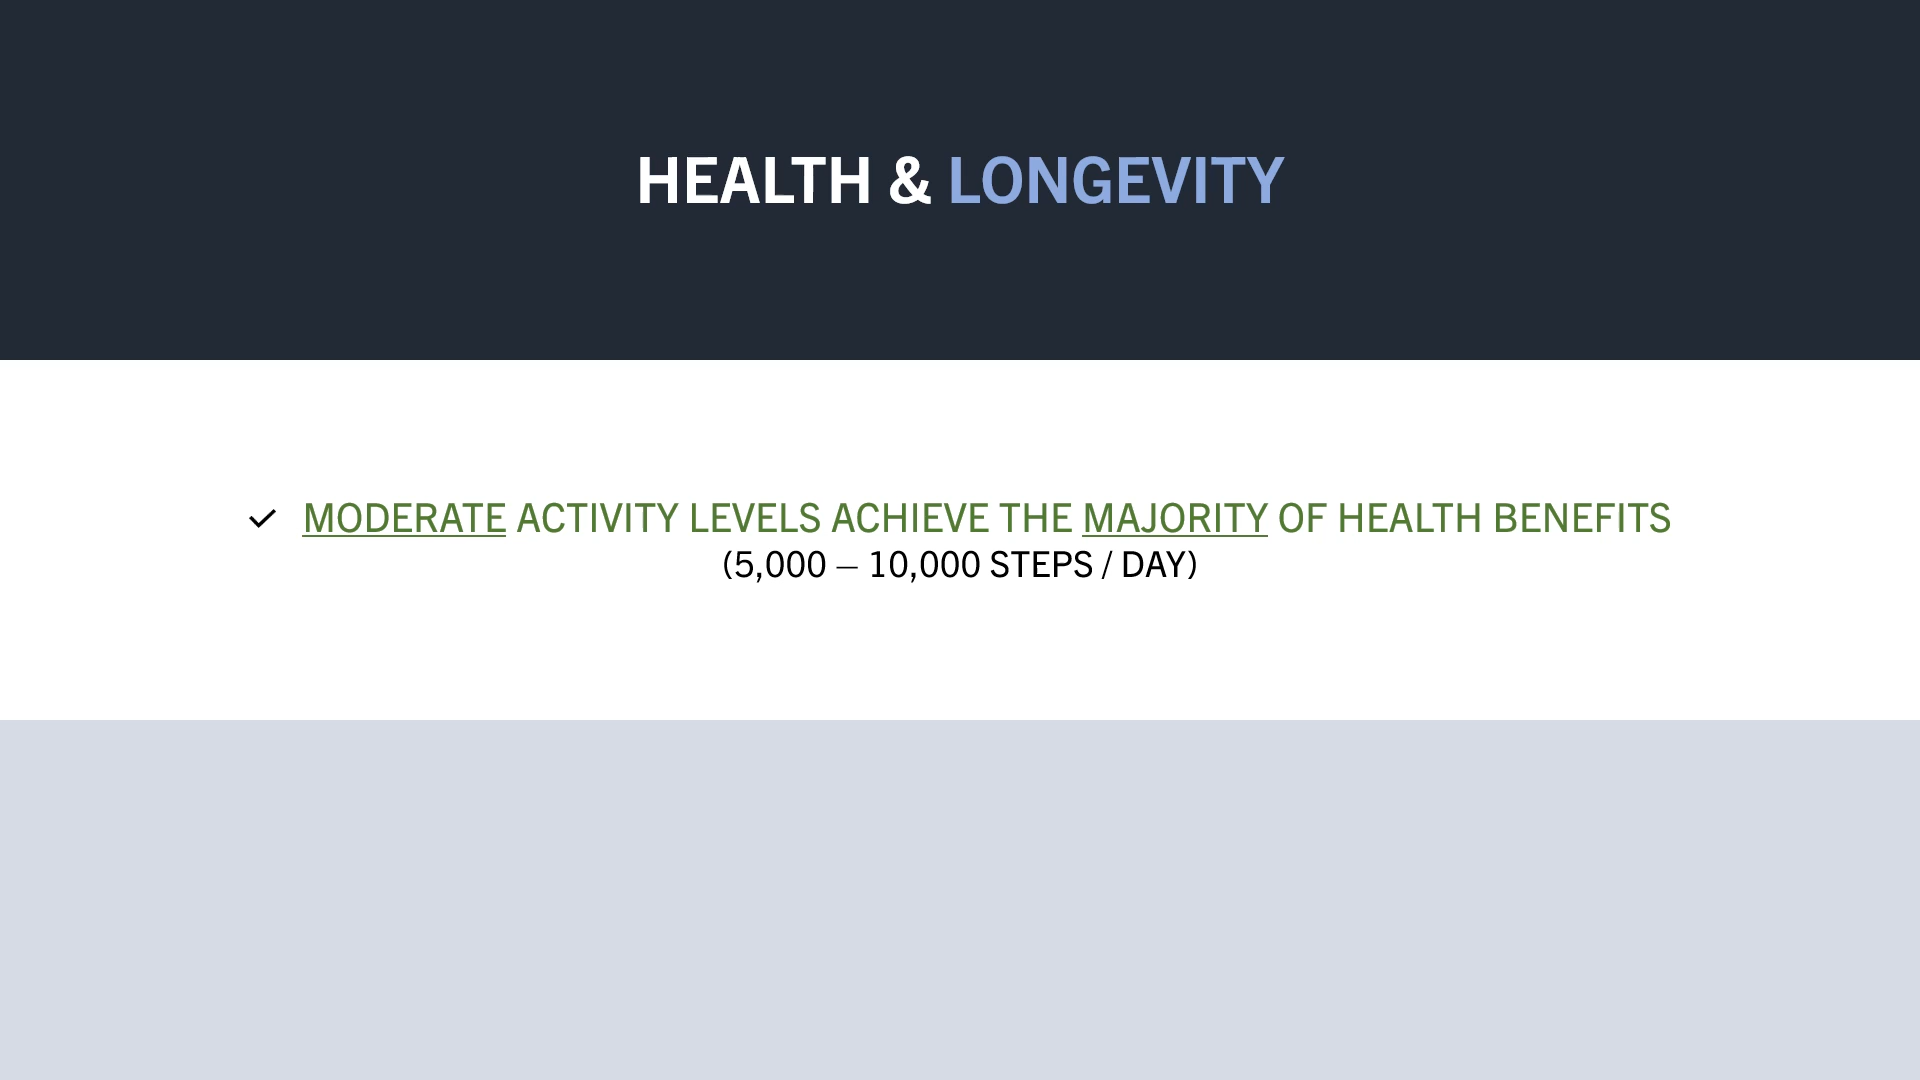 HEALTH & LONGEVITY
✓ MODERATE ACTIVITY LEVELS ACHIEVE THE MAJORITY OF HEALTH BENEFITS
(5,000 – 10,000 STEPS / DAY)